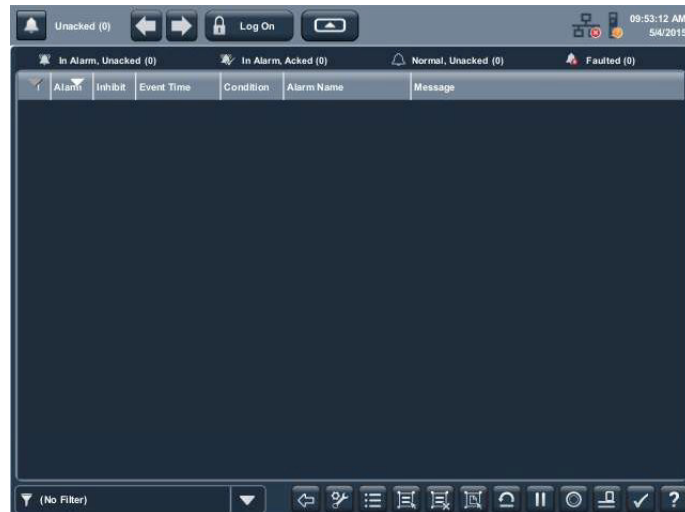 Unacked (0)
Log On
09:53:12 AM
5/4/2015
In Alarm, Unacked (0)
In Alarm, Acked (0)
Normal, Unacked (0)
Faulted (0)
Alarm Inhibit Event Time Condition Alarm Name Message
(No Filter)
?